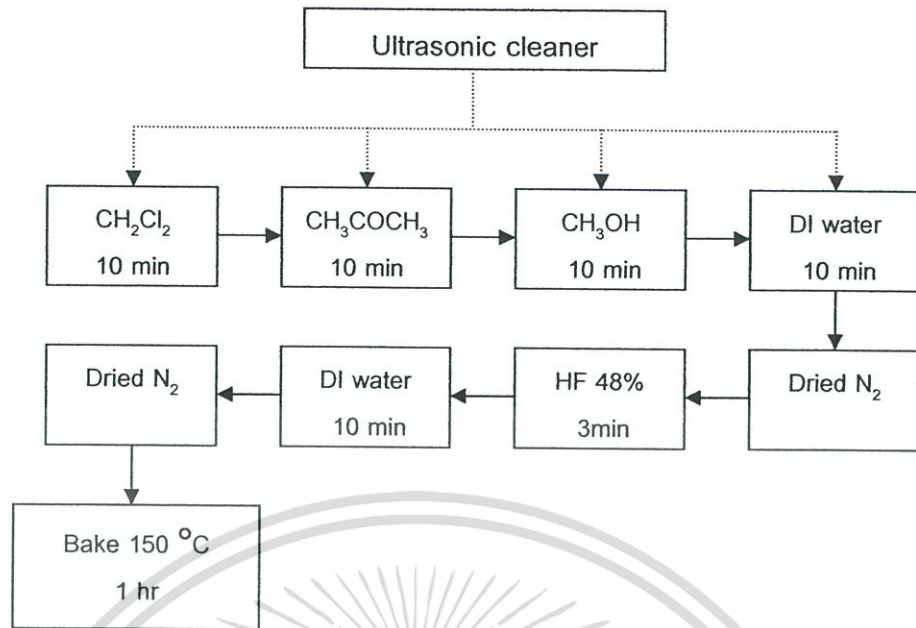 Ultrasonic cleaner
CH₂Cl₂
10 min
CH₃COCH₃
10 min
CH₃OH
10 min
DI water
10 min
Dried N₂
HF 48%
3min
DI water
10 min
Dried N₂
Bake 150 °C
1 hr